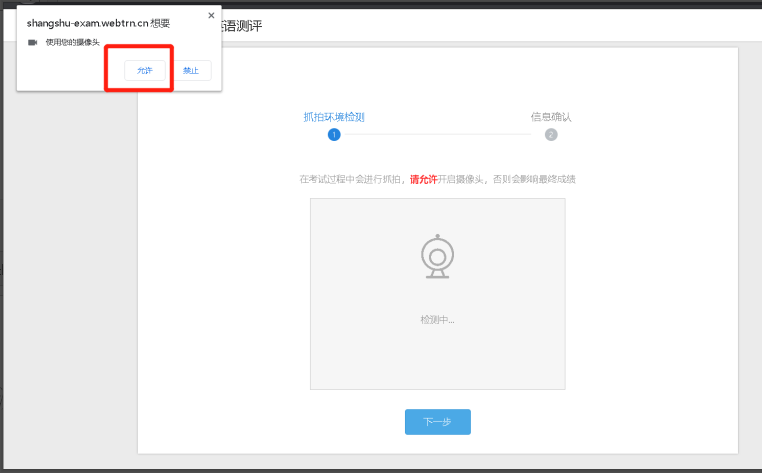 shangshu-exam.webtrn.cn 想要
使用您的摄像头
允许
禁止
语测评
抓拍环境检测
信息确认
1
2
在考试过程中会进行抓拍，请允许开启摄像头，否则会影响最终成绩
检测中...
下一步